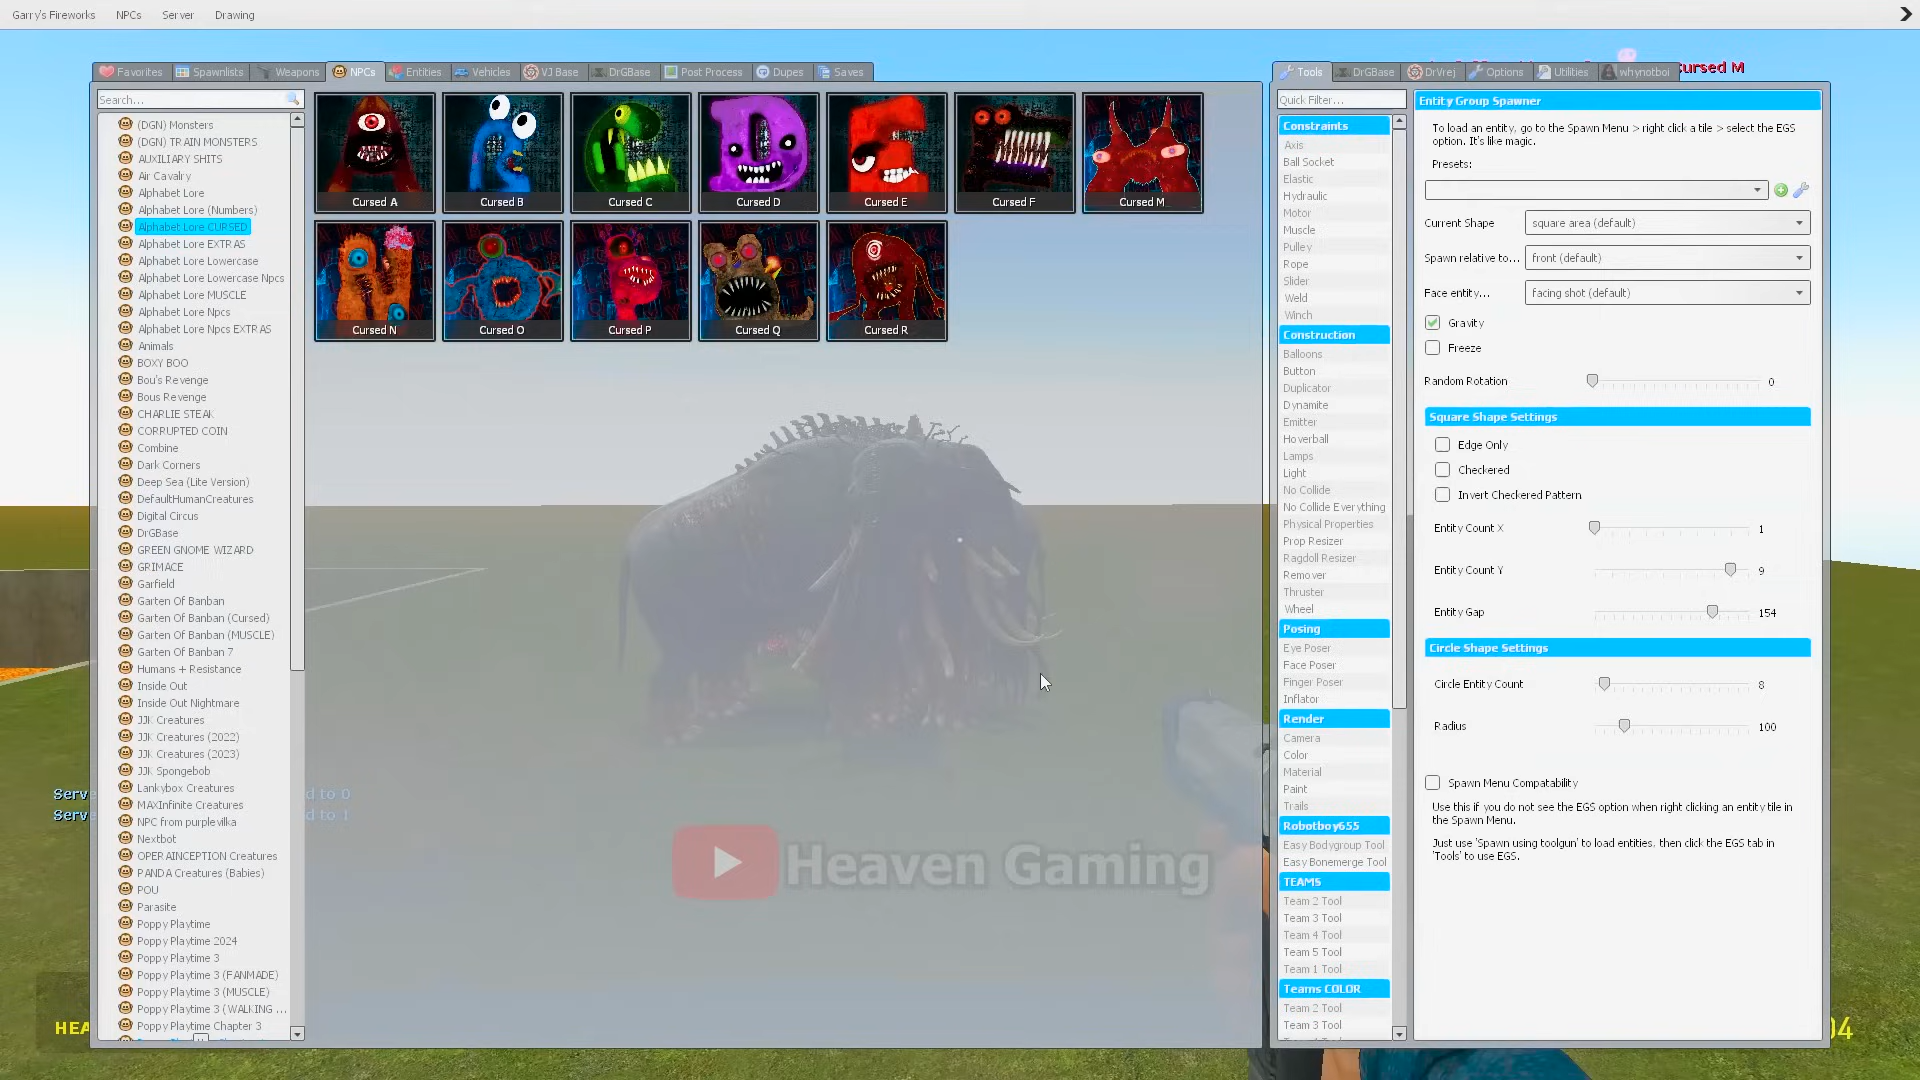 Garry's Fireworks NPCs Server Drawing
Favorites Spawnlists Weapons NPCs Entities Vehicles VJ Base DrGBase Post Process Dupes Saves
Search...
(DGN) Monsters
(DGN) TRAIN MONSTERS
AUXILIARY SHITS
Air Cavalry
Alphabet Lore
Alphabet Lore (Numbers)
Alphabet Lore CURSED
Alphabet Lore EXTRAS
Alphabet Lore Lowercase
Alphabet Lore Lowercase Npcs
Alphabet Lore MUSCLE
Alphabet Lore Npcs
Alphabet Lore Npcs EXTRAS
Animals
BOXY BOO
Bou's Revenge
Bous Revenge
CHARLIE STEAK
CORRUPTED COIN
Combine
Dark Corners
Deep Sea (Lite Version)
DefaultHumanCreatures
Digital Circus
DrGBase
GREEN GNOME WIZARD
GRIMACE
Garfield
Garten Of Banban
Garten Of Banban (Cursed)
Garten Of Banban (MUSCLE)
Garten Of Banban 7
Humans + Resistance
Inside Out
Inside Out Nightmare
JJK Creatures
JJK Creatures (2022)
JJK Creatures (2023)
JJK Spongebob
Lankybox Creatures
MAXInfinite Creatures
NPC from purplevilka
Nextbot
OPERAINCEPTION Creatures
PANDA Creatures (Babies)
POU
Parasite
Poppy Playtime
Poppy Playtime 2024
Poppy Playtime 3
Poppy Playtime 3 (FANMADE)
Poppy Playtime 3 (MUSCLE)
Poppy Playtime 3 (WALKING ...
Poppy Playtime Chapter 3
Cursed A Cursed B Cursed C Cursed D Cursed E Cursed F Cursed M
Cursed N Cursed O Cursed P Cursed Q Cursed R
Heaven Gaming
Serve d to 0
Serve d to 1
HEA
04
Cursed M
Tools DrGBase DrVrej Options Utilities whynotboi
Quick Filter...
Constraints
Axis
Ball Socket
Elastic
Hydraulic
Motor
Muscle
Pulley
Rope
Slider
Weld
Winch
Construction
Balloons
Button
Duplicator
Dynamite
Emitter
Hoverball
Lamps
Light
No Collide
No Collide Everything
Physical Properties
Prop Resizer
Ragdoll Resizer
Remover
Thruster
Wheel
Posing
Eye Poser
Face Poser
Finger Poser
Inflator
Render
Camera
Color
Material
Paint
Trails
Robotboy655
Easy Bodygroup Tool
Easy Bonemerge Tool
TEAMS
Team 2 Tool
Team 3 Tool
Team 4 Tool
Team 5 Tool
Team 1 Tool
Teams COLOR
Team 2 Tool
Team 3 Tool
Entity Group Spawner
To load an entity, go to the Spawn Menu > right click a tile > select the EGS
option. It's like magic.
Presets:
Current Shape square area (default)
Spawn relative to... front (default)
Face entity... facing shot (default)
Gravity
Freeze
Random Rotation 0
Square Shape Settings
Edge Only
Checkered
Invert Checkered Pattern
Entity Count X 1
Entity Count Y 9
Entity Gap 154
Circle Shape Settings
Circle Entity Count 8
Radius 100
Spawn Menu Compatability
Use this if you do not see the EGS option when right clicking an entity tile in
the Spawn Menu.
Just use 'Spawn using toolgun' to load entities, then click the EGS tab in
'Tools' to use EGS.